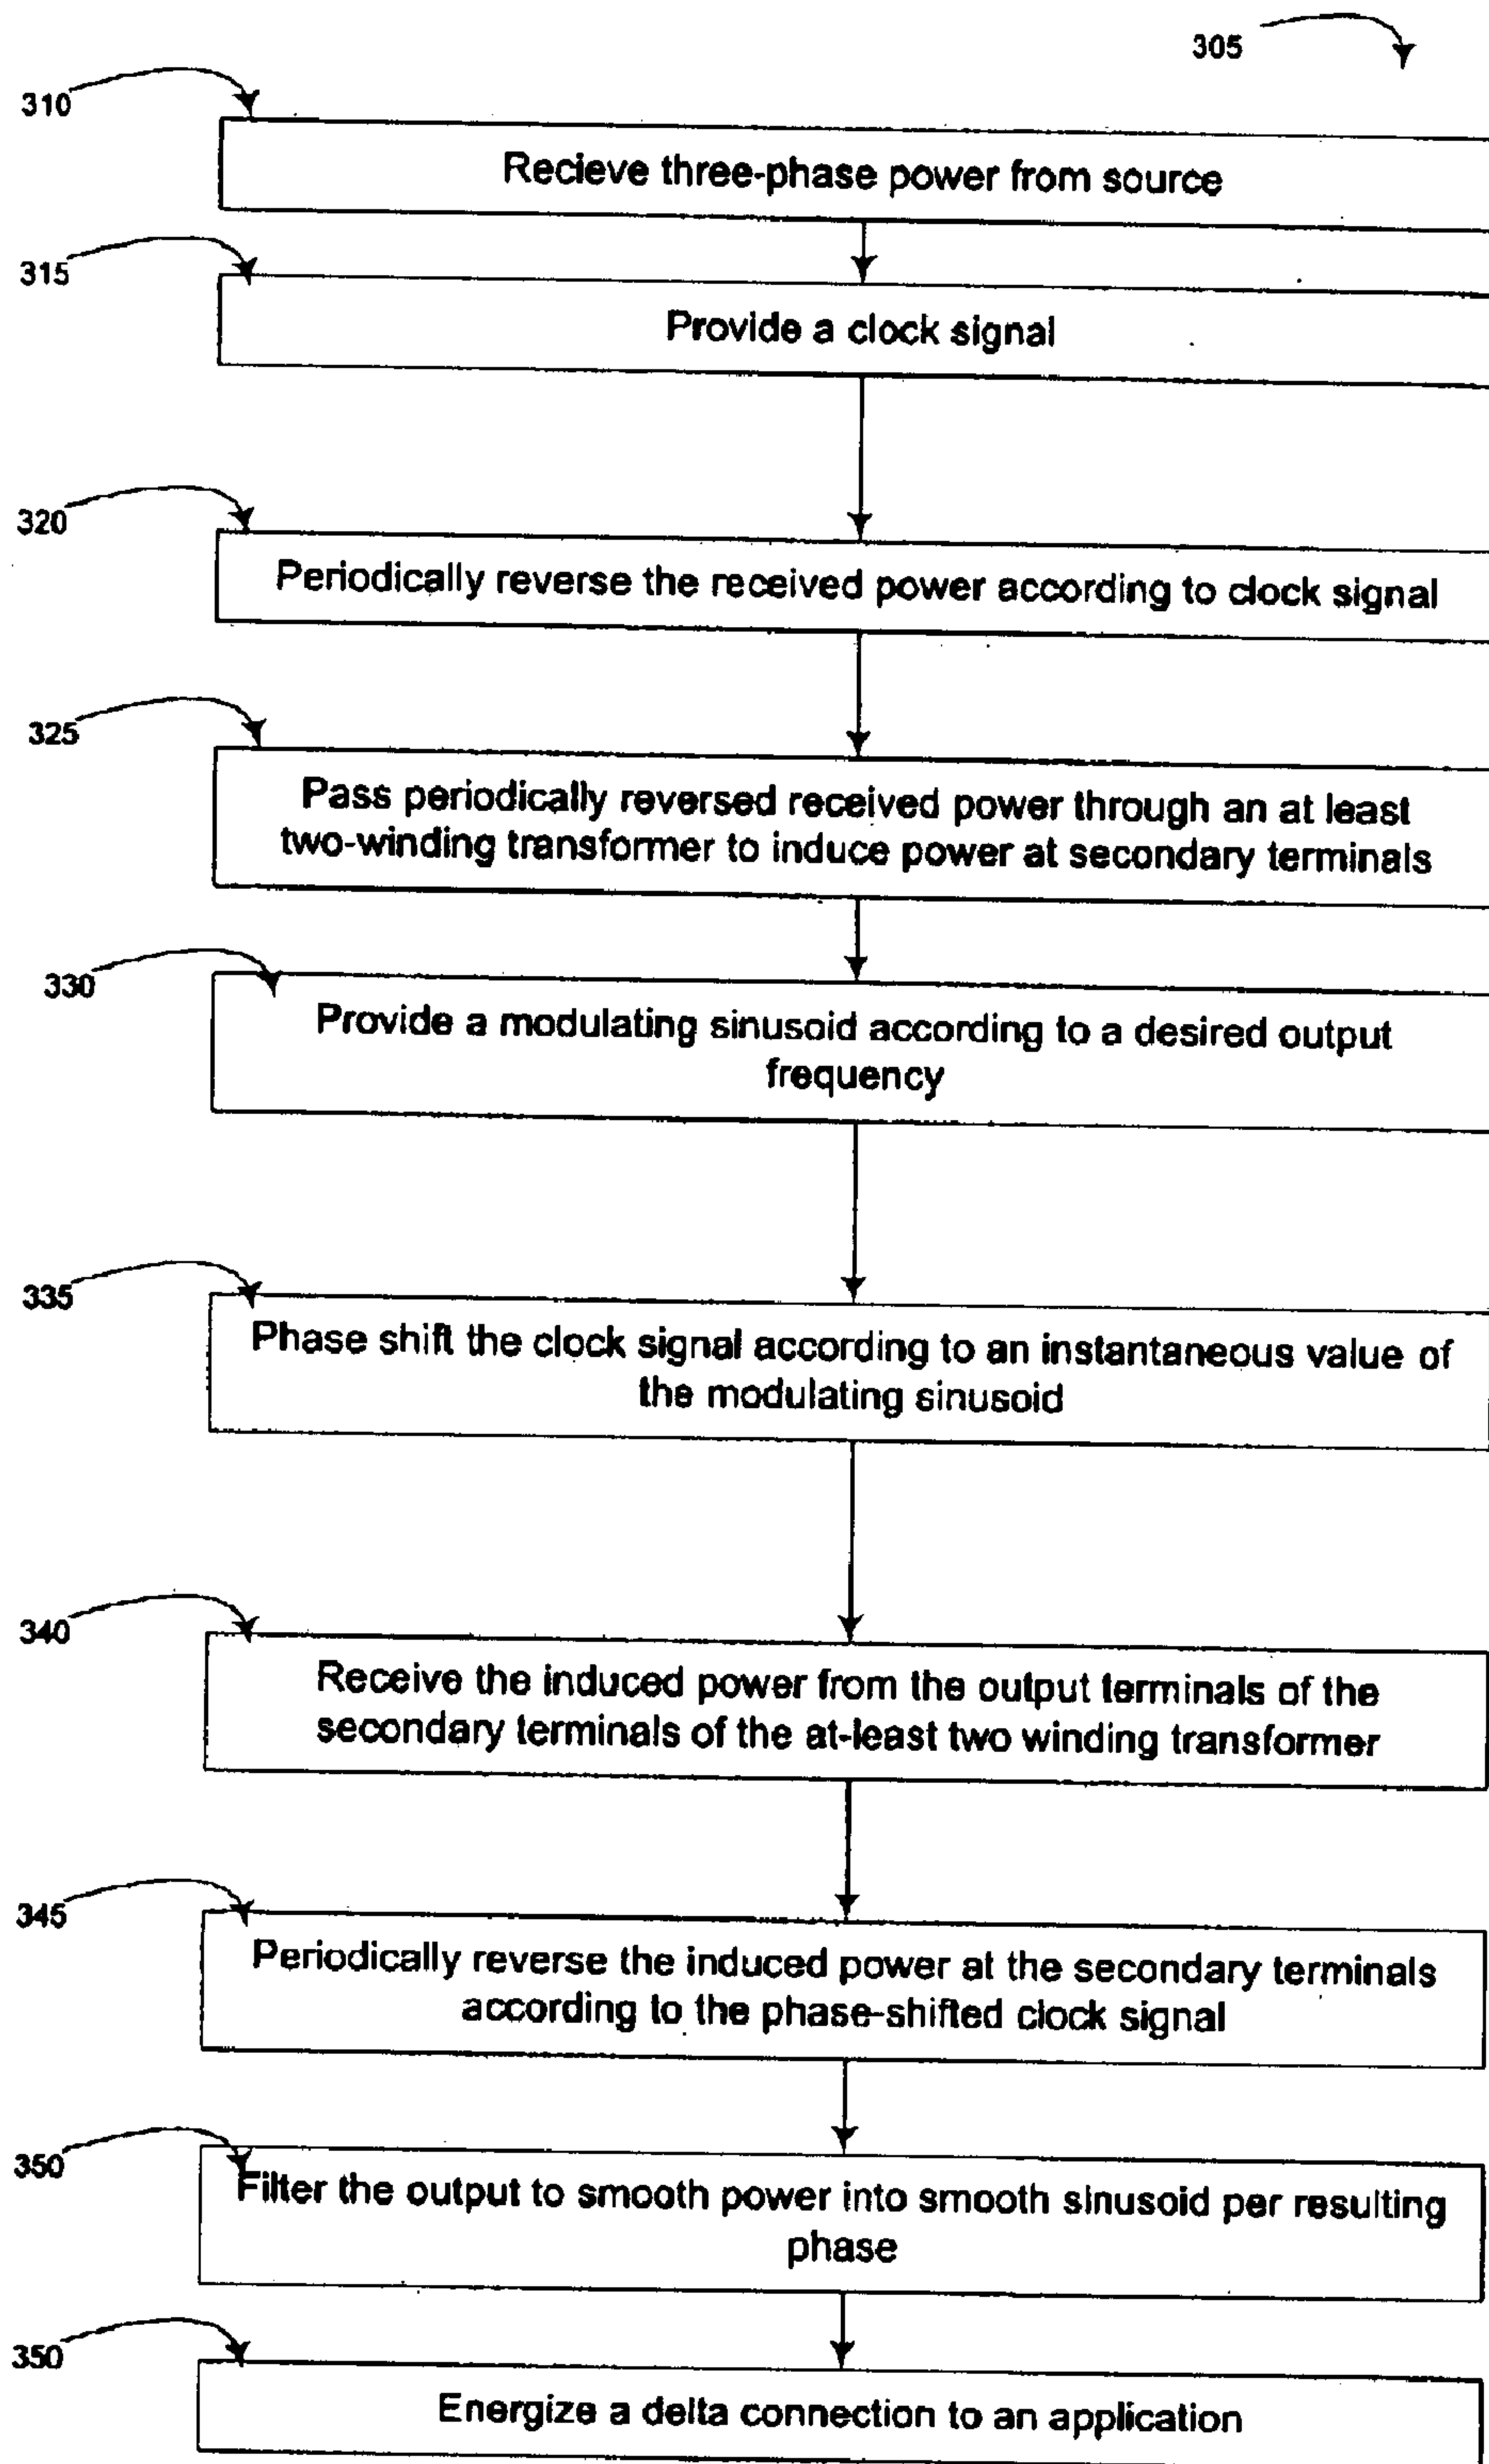 305
310
Recieve three-phase power from source
315
Provide a clock signal
320
Periodically reverse the received power according to clock signal
325
Pass periodically reversed received power through an at least
two-winding transformer to induce power at secondary terminals
330
Provide a modulating sinusoid according to a desired output
frequency
335
Phase shift the clock signal according to an instantaneous value of
the modulating sinusoid
340
Receive the induced power from the output terminals of the
secondary terminals of the at-least two winding transformer
345
Periodically reverse the induced power at the secondary terminals
according to the phase-shifted clock signal
350
Filter the output to smooth power into smooth sinusoid per resulting
phase
350
Energize a delta connection to an application